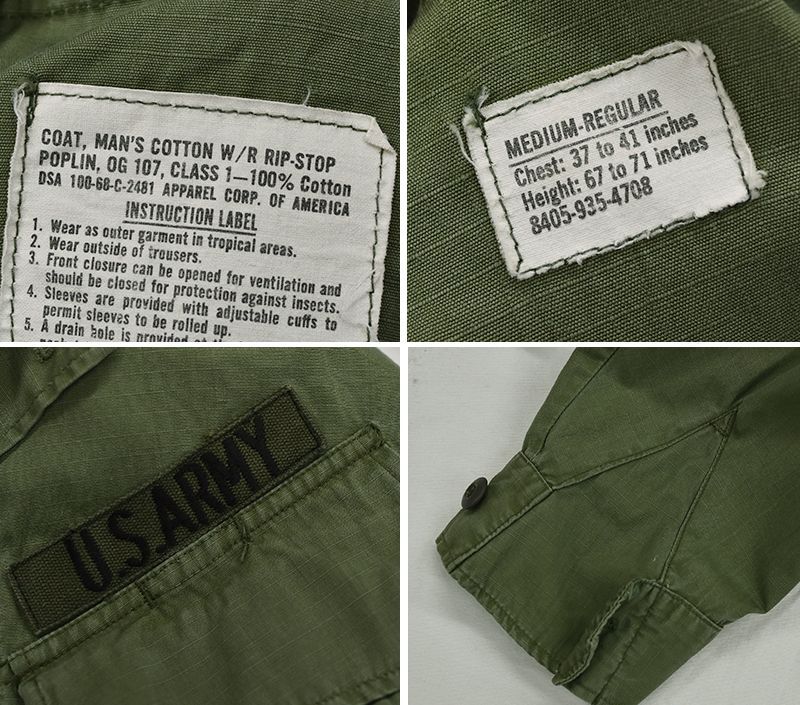 COAT, MAN'S COTTON W/R RIP-STOP
POPLIN, OG 107, CLASS 1—100% Cotton
DSA 100-68-C-2481 APPAREL CORP. OF AMERICA
INSTRUCTION LABEL
1. Wear as outer garment in tropical areas.
2. Wear outside of trousers.
3. Front closure can be opened for ventilation and
should be closed for protection against insects.
4. Sleeves are provided with adjustable cuffs to
permit sleeves to be rolled up.
5. A drain hole is provided at the
MEDIUM-REGULAR
Chest: 37 to 41 inches
Height: 67 to 71 inches
8405-935-4708
U.S.ARMY